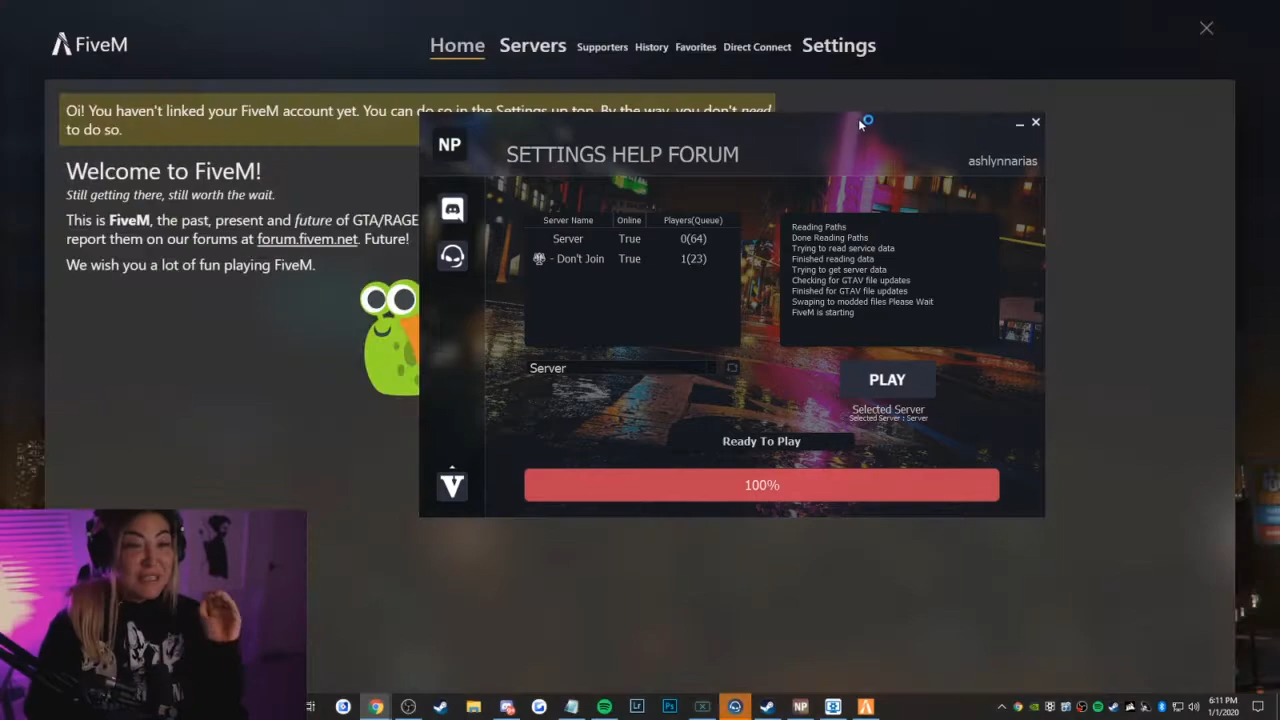 FiveM
Home Servers Supporters History Favorites Direct Connect Settings
Oi! You haven't linked your FiveM account yet. You can do so in the Settings up top. By the way, you don't need
to do so.
Welcome to FiveM!
Still getting there, still worth the wait.
This is FiveM, the past, present and future of GTA/RAGE
report them on our forums at forum.fivem.net. Future!
We wish you a lot of fun playing FiveM.
NP
SETTINGS HELP FORUM
ashlynnarias
Server Name Online Players(Queue)
Server True 0(64)
- Don't Join True 1(23)
Reading Paths
Done Reading Paths
Trying to read service data
Finished reading data
Trying to get server data
Checking for GTAV file updates
Finished for GTAV file updates
Swaping to modded files Please Wait
FiveM is starting
Server
PLAY
Selected Server
Selected Server : Server
Ready To Play
100%
V
Lr
Ps
NP
6:11 PM
1/1/2020